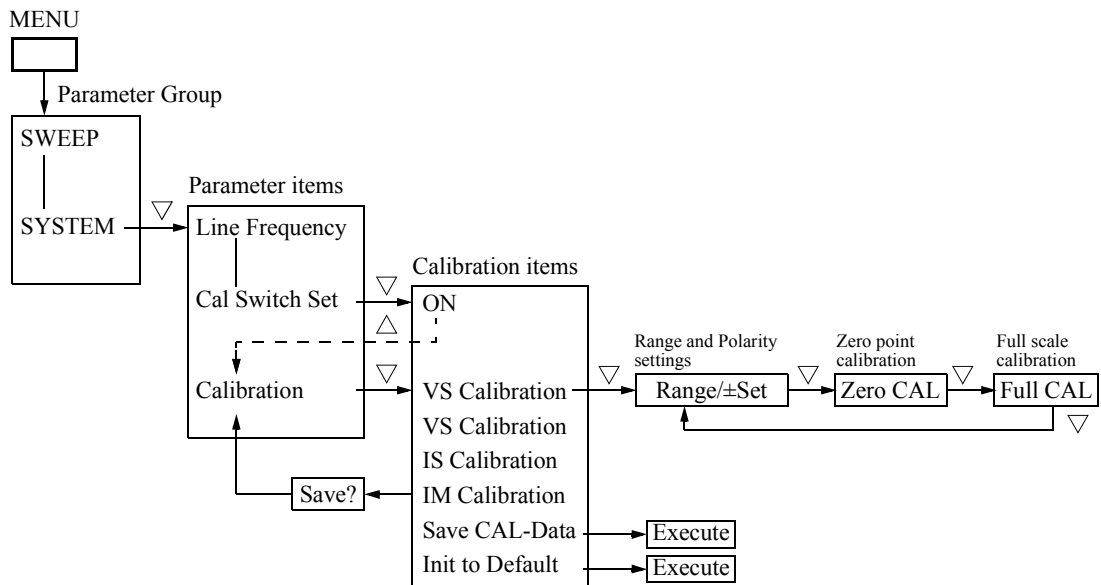 MENU
Parameter Group
SWEEP
SYSTEM
▽
Parameter items
Line Frequency
Cal Switch Set
Calibration
▽
△
▽
Calibration items
ON
VS Calibration
VS Calibration
IS Calibration
IM Calibration
Save CAL-Data
Init to Default
Save?
▽
Range and Polarity
settings
Range/±Set
▽
Zero point
calibration
Zero CAL
▽
Full scale
calibration
Full CAL
▽
Execute
Execute